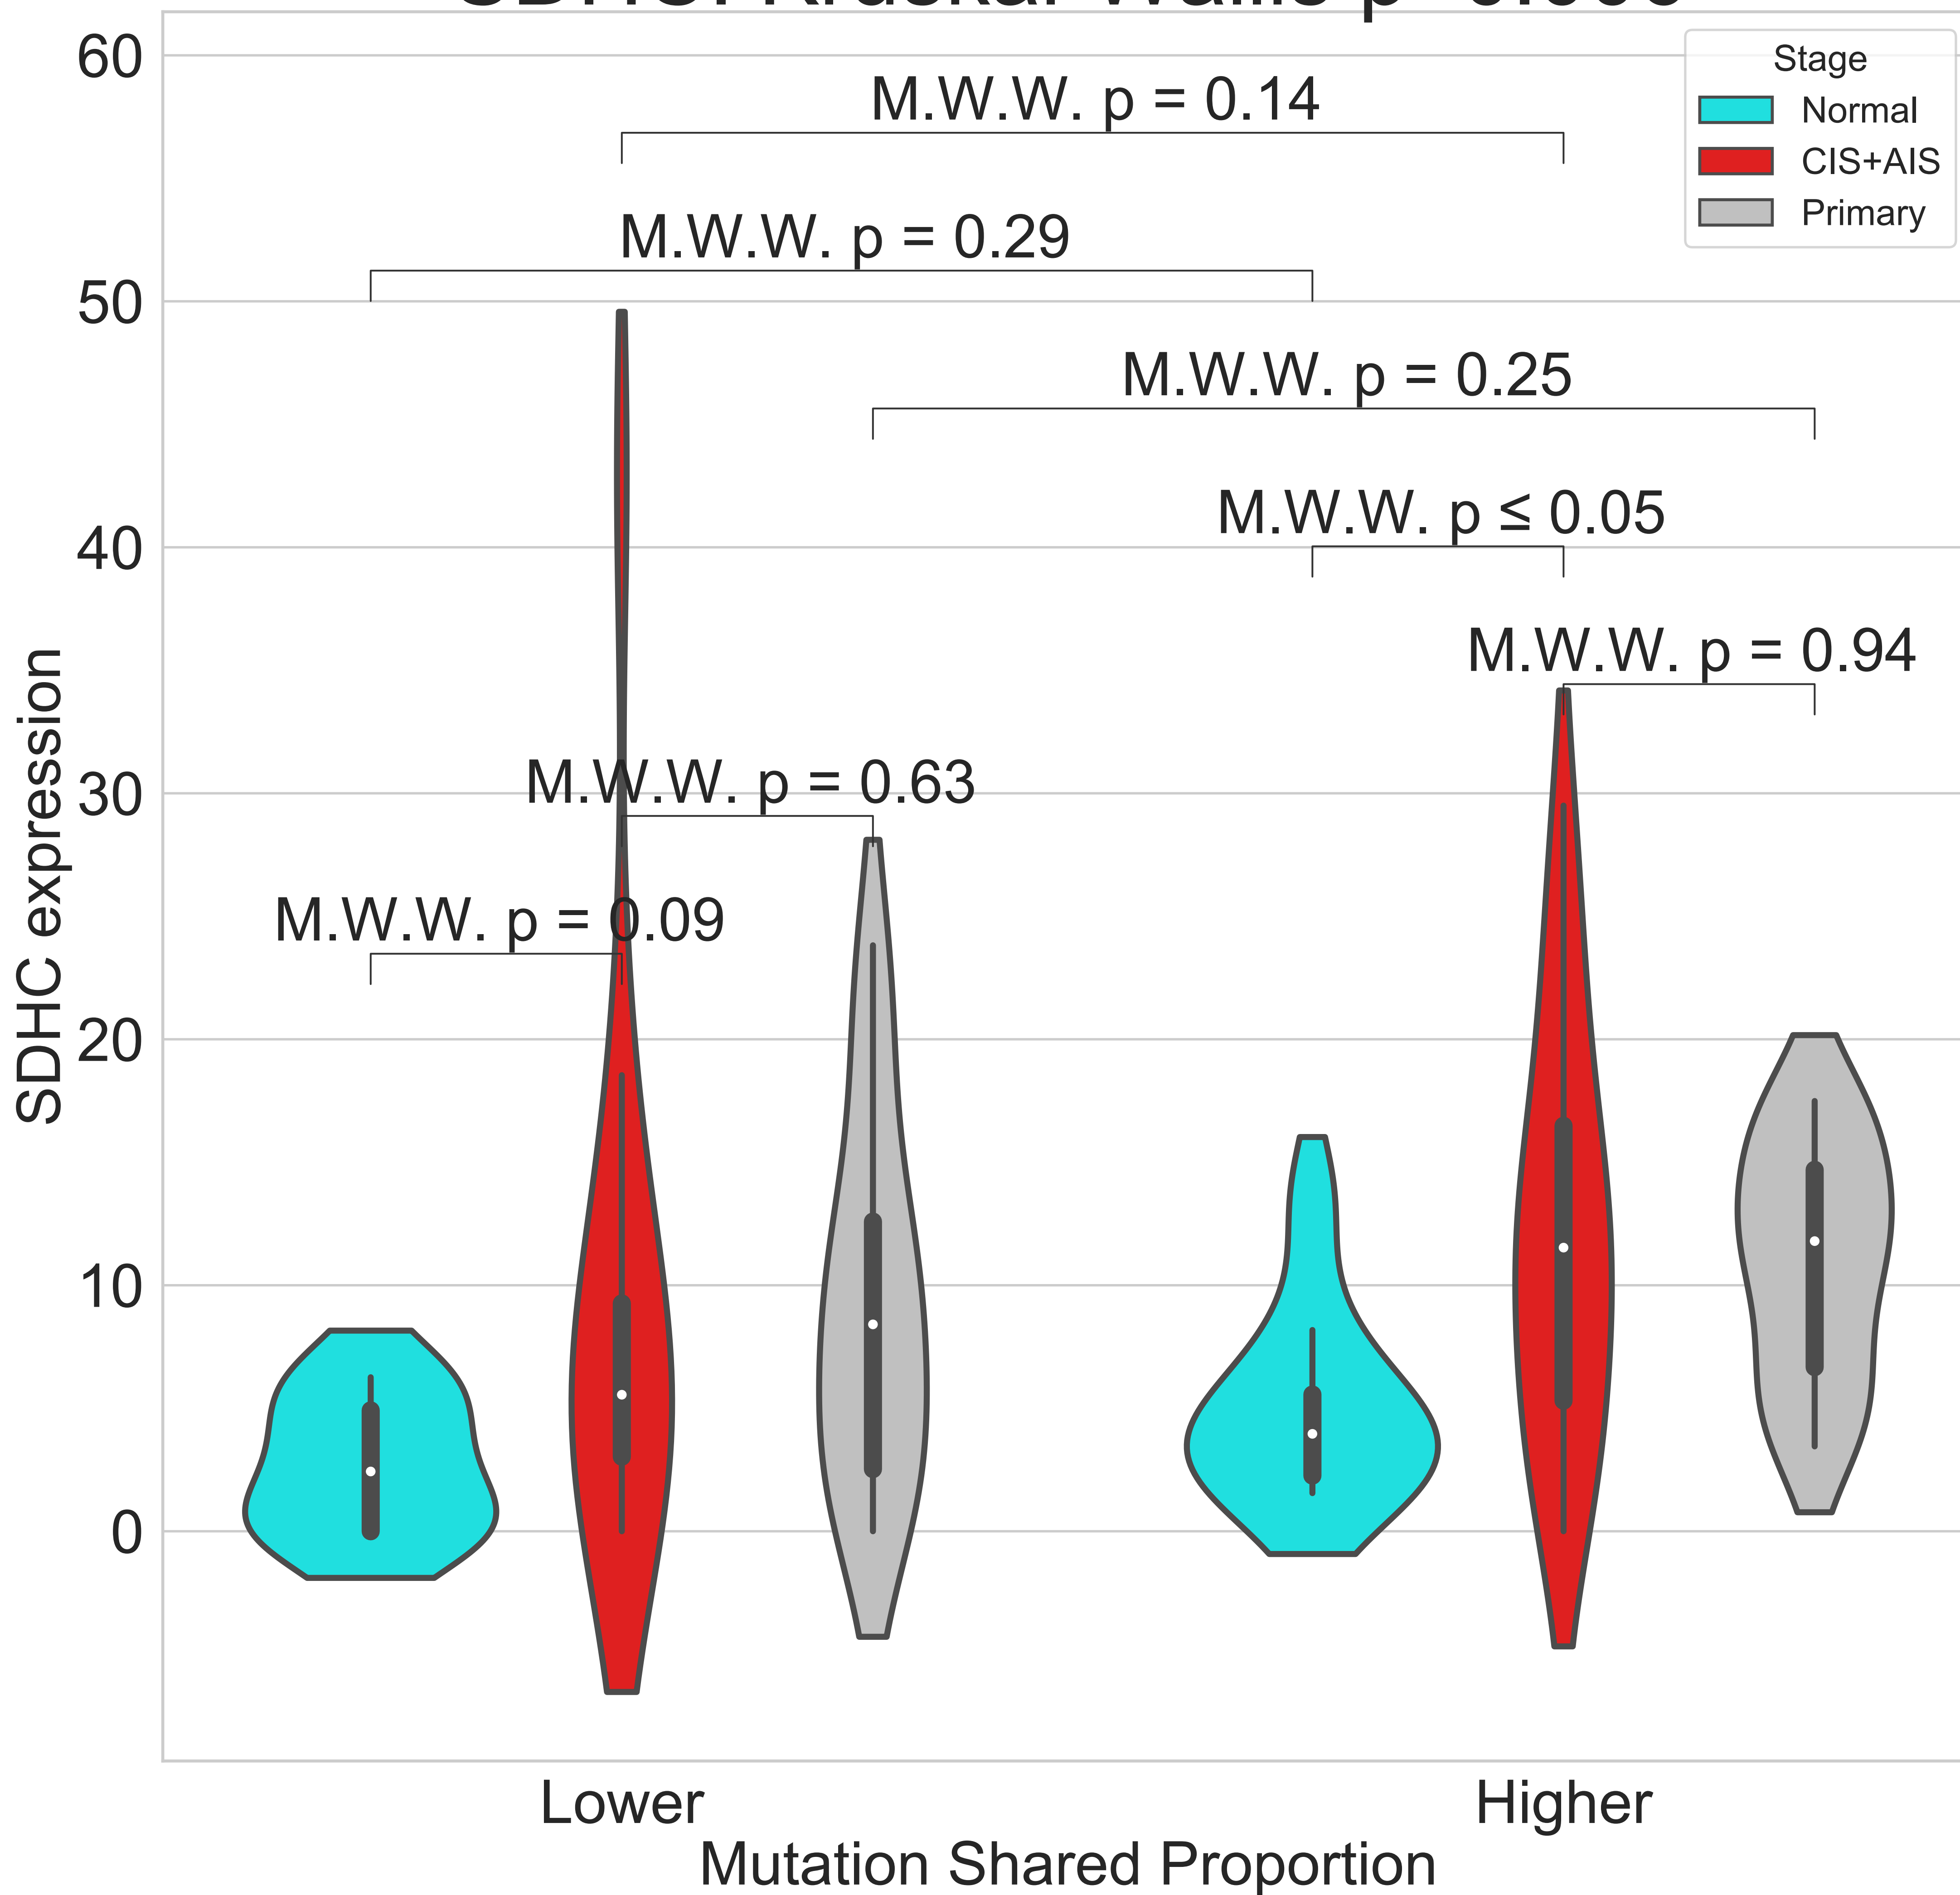 60
M.W.W. p = 0.14
Stage
Normal
CIS+AIS
Primary
M.W.W. p = 0.29
50
M.W.W. p = 0.25
M.W.W. p ≤ 0.05
40
M.W.W. p = 0.94
M.W.W. p = 0.63
30
M.W.W. p = 0.09
20
10
0
SDHC expression
Lower
Higher
Mutation Shared Proportion